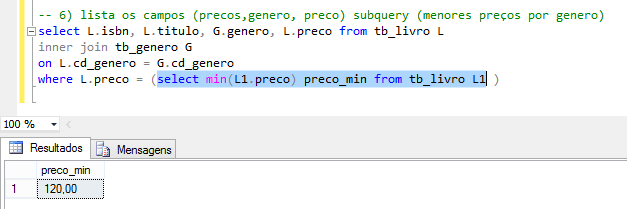 -- 6) lista os campos (precos,genero, preco) subquery (menores preços por genero)
select L.isbn, L.titulo, G.genero, L.preco from tb_livro L
inner join tb_genero G
on L.cd_genero = G.cd_genero
where L.preco = (select min(L1.preco) preco_min from tb_livro L1 )
100 %
Resultados Mensagens
preco_min
1 120,00